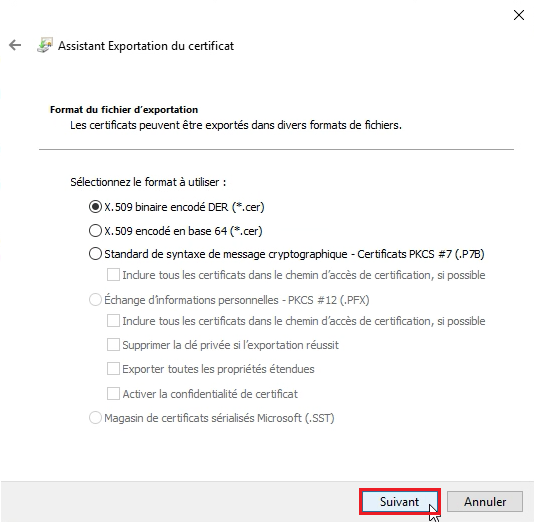 Assistant Exportation du certificat
Format du fichier d'exportation
Les certificats peuvent être exportés dans divers formats de fichiers.
Sélectionnez le format à utiliser :
X.509 binaire encodé DER (*.cer)
X.509 encodé en base 64 (*.cer)
Standard de syntaxe de message cryptographique - Certificats PKCS #7 (.P7B)
Inclure tous les certificats dans le chemin d'accès de certification, si possible
Échange d'informations personnelles - PKCS #12 (.PFX)
Inclure tous les certificats dans le chemin d'accès de certification, si possible
Supprimer la clé privée si l'exportation réussit
Exporter toutes les propriétés étendues
Activer la confidentialité de certificat
Magasin de certificats sérialisés Microsoft (.SST)
Suivant Annuler